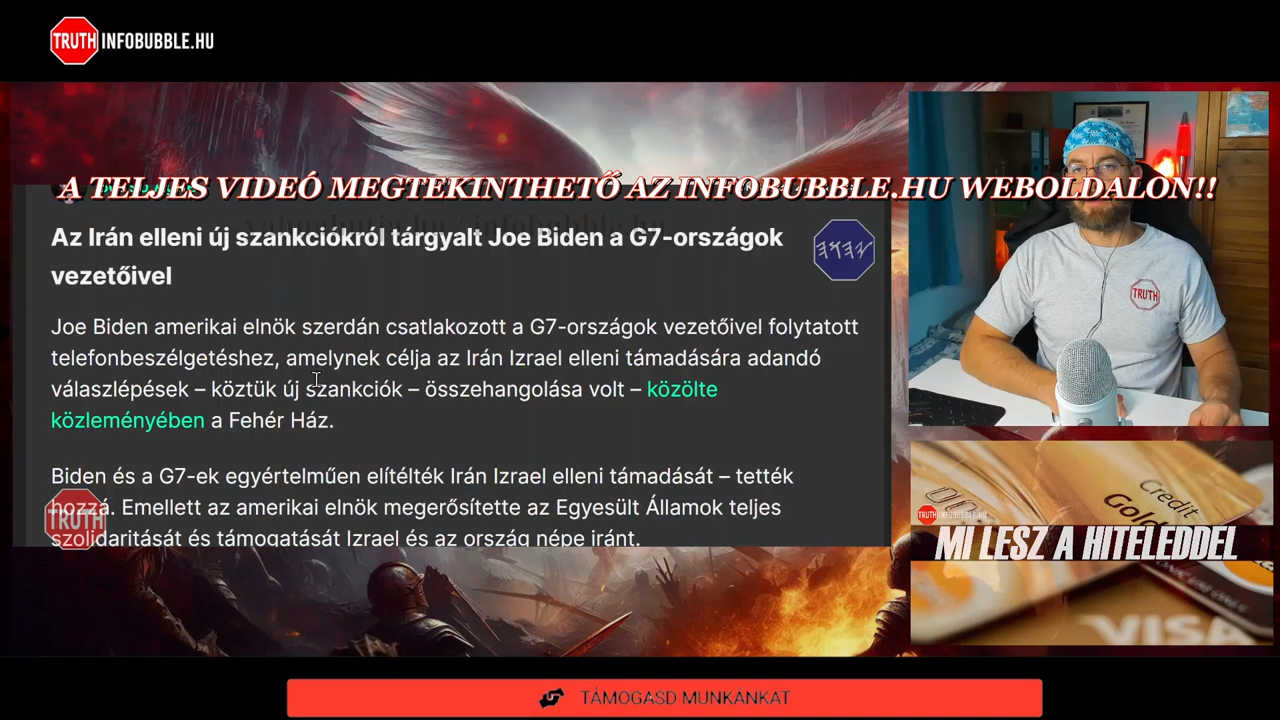 TRUTH INFOBUBBLE.HU
A TELJES VIDEÓ MEGTEKINTHETŐ AZ INFOBUBBLE.HU WEBOLDALON!!
Az Irán elleni új szankciókról tárgyalt Joe Biden a G7-országok
vezetőivel
Joe Biden amerikai elnök szerdán csatlakozott a G7-országok vezetőivel folytatott
telefonbeszélgetéshez, amelynek célja az Irán Izrael elleni támadására adandó
válaszlépések – köztük új szankciók – összehangolása volt – közölte
közleményében a Fehér Ház.
Biden és a G7-ek egyértelműen elítélték Irán Izrael elleni támadását – tették
hozzá. Emellett az amerikai elnök megerősítette az Egyesült Államok teljes
szolidaritását és támogatását Izrael és az ország népe iránt.
TRUTH
TRUTH
Credit
Gold
TRUTH INFOBUBBLE.HU
MI LESZ A HITELEDDEL
VISA
TÁMOGASD MUNKANKAT